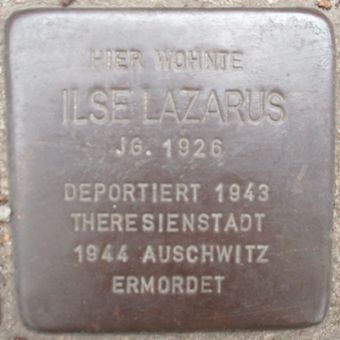 HIER WOHNTE
ILSE LAZARUS
JG. 1926
DEPORTIERT 1943
THERESIENSTADT
1944 AUSCHWITZ
ERMORDET